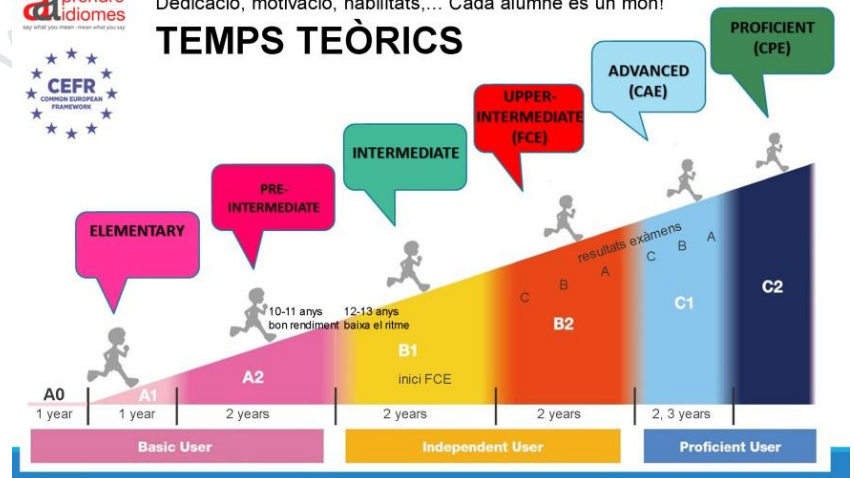 prendre
idiomes
say what you mean - mean what you say
Dedicació, motivació, habilitats,... Cada alumne és un món!
TEMPS TEÒRICS
CEFR
COMMON EUROPEAN
FRAMEWORK
PROFICIENT
(CPE)
ADVANCED
(CAE)
UPPER-
INTERMEDIATE
(FCE)
INTERMEDIATE
PRE-
INTERMEDIATE
ELEMENTARY
resultats exàmens
C B A
C B A
10-11 anys
bon rendiment
12-13 anys
baixa el ritme
A0
A1
A2
B1
inici FCE
B2
C1
C2
1 year
1 year
2 years
2 years
2 years
2, 3 years
Basic User
Independent User
Proficient User